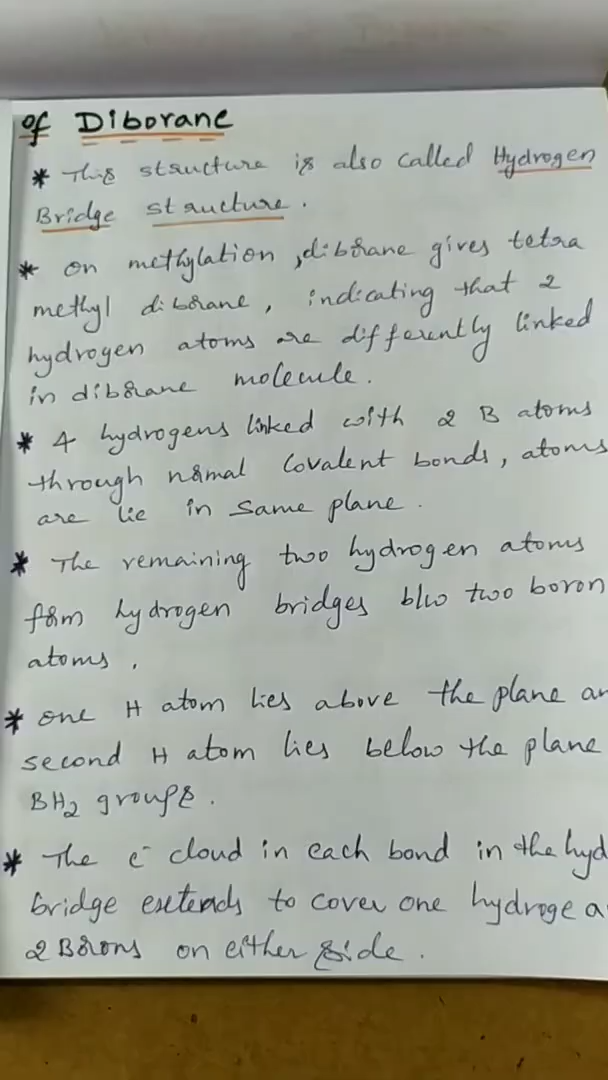 of Diborane
* This structure is also called Hydrogen
Bridge structure.
* on methylation, diborane gives tetra
methyl diborane, indicating that 2
hydrogen atoms are differently linked
in diborane molecule.
* 4 hydrogens linked with 2 B atoms
through normal covalent bonds, atoms
are lie in same plane.
* The remaining two hydrogen atoms
form hydrogen bridges b/w two boron
atoms,
* one H atom lies above the plane an
second H atom lies below the plane
BH2 groups.
* The e- cloud in each bond in the hyd
bridge extends to cover one hydroge a
2 Borons on either side.